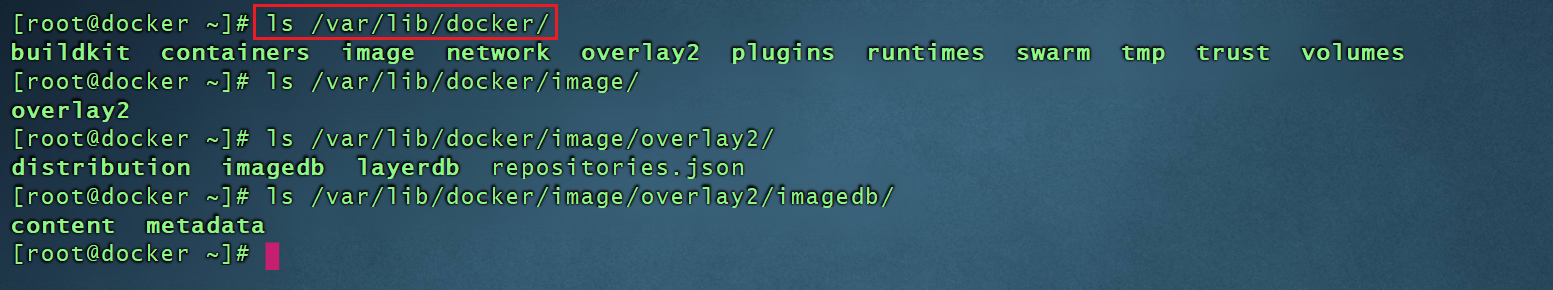 [root@docker ~]# ls /var/lib/docker/
buildkit containers image network overlay2 plugins runtimes swarm tmp trust volumes
[root@docker ~]# ls /var/lib/docker/image/
overlay2
[root@docker ~]# ls /var/lib/docker/image/overlay2/
distribution imagedb layerdb repositories.json
[root@docker ~]# ls /var/lib/docker/image/overlay2/imagedb/
content metadata
[root@docker ~]#